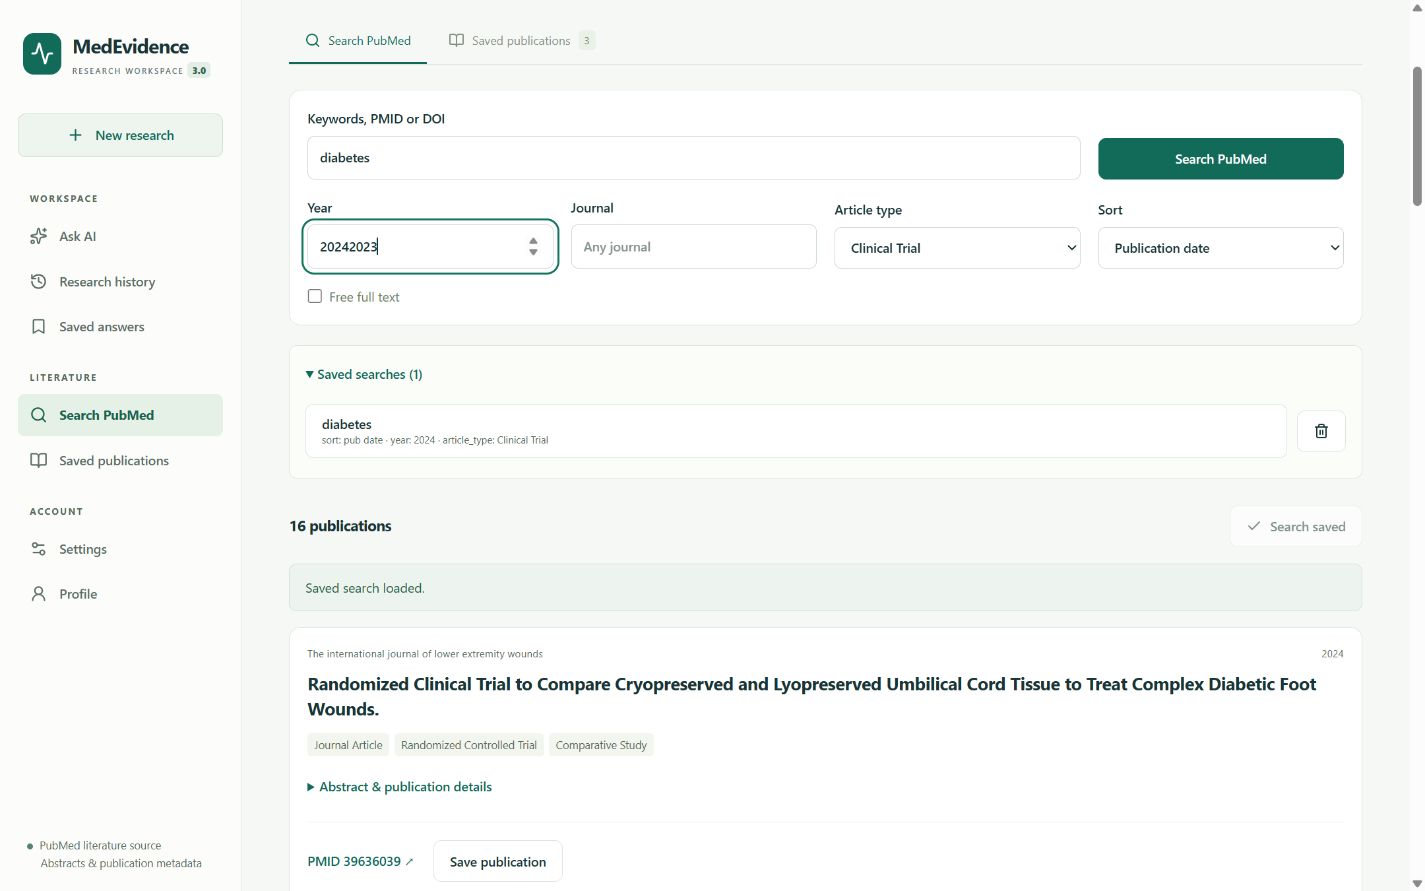 MedEvidence
RESEARCH WORKSPACE 3.0
+ New research
WORKSPACE
Ask AI
Research history
Saved answers
LITERATURE
Search PubMed
Saved publications
ACCOUNT
Settings
Profile
PubMed literature source
Abstracts & publication metadata
Search PubMed
Saved publications 3
Keywords, PMID or DOI
diabetes
Search PubMed
Year
Journal
Article type
Sort
20242023
Any journal
Clinical Trial
Publication date
Free full text
▼ Saved searches (1)
diabetes
sort: pub date · year: 2024 · article_type: Clinical Trial
16 publications
Search saved
Saved search loaded.
The international journal of lower extremity wounds
2024
Randomized Clinical Trial to Compare Cryopreserved and Lyopreserved Umbilical Cord Tissue to Treat Complex Diabetic Foot
Wounds.
Journal Article
Randomized Controlled Trial
Comparative Study
▶ Abstract & publication details
PMID 39636039 ↗
Save publication